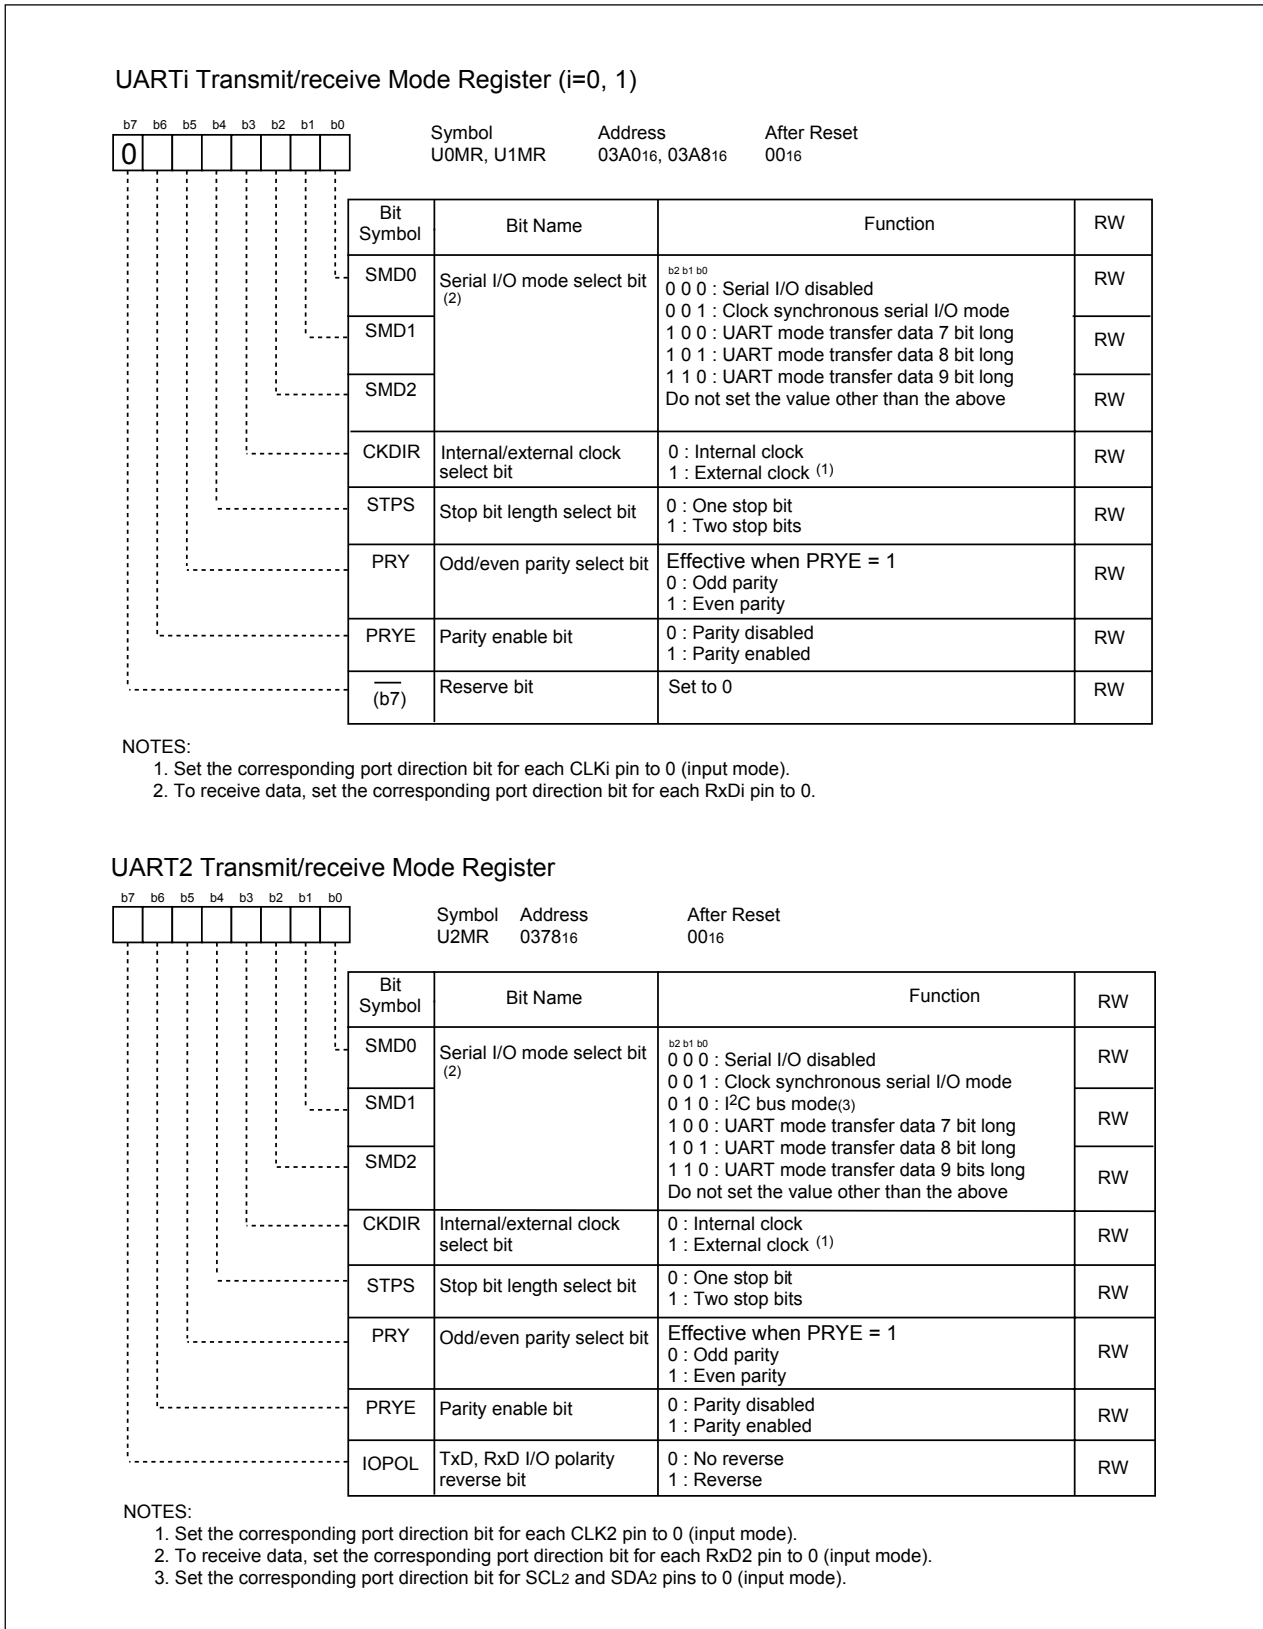 UARTi Transmit/receive Mode Register (i=0, 1)
b7 b6 b5 b4 b3 b2 b1 b0
0
Symbol Address After Reset
U0MR, U1MR 03A016, 03A816 0016
Bit Symbol Bit Name Function RW
SMD0 Serial I/O mode select bit (2) RW
b2 b1 b0
0 0 0 : Serial I/O disabled
0 0 1 : Clock synchronous serial I/O mode
SMD1 RW
1 0 0 : UART mode transfer data 7 bit long
1 0 1 : UART mode transfer data 8 bit long
1 1 0 : UART mode transfer data 9 bit long
SMD2 RW
Do not set the value other than the above
CKDIR Internal/external clock select bit RW
0 : Internal clock
1 : External clock (1)
STPS Stop bit length select bit RW
0 : One stop bit
1 : Two stop bits
PRY Odd/even parity select bit RW
Effective when PRYE = 1
0 : Odd parity
1 : Even parity
PRYE Parity enable bit RW
0 : Parity disabled
1 : Parity enabled
(b7) Reserve bit Set to 0 RW
NOTES:
1. Set the corresponding port direction bit for each CLKi pin to 0 (input mode).
2. To receive data, set the corresponding port direction bit for each RxDi pin to 0.
UART2 Transmit/receive Mode Register
b7 b6 b5 b4 b3 b2 b1 b0
Symbol Address After Reset
U2MR 037816 0016
Bit Symbol Bit Name Function RW
SMD0 Serial I/O mode select bit (2) RW
b2 b1 b0
0 0 0 : Serial I/O disabled
0 0 1 : Clock synchronous serial I/O mode
0 1 0 : I2C bus mode(3)
SMD1 RW
1 0 0 : UART mode transfer data 7 bit long
1 0 1 : UART mode transfer data 8 bit long
1 1 0 : UART mode transfer data 9 bits long
SMD2 RW
Do not set the value other than the above
CKDIR Internal/external clock select bit RW
0 : Internal clock
1 : External clock (1)
STPS Stop bit length select bit RW
0 : One stop bit
1 : Two stop bits
PRY Odd/even parity select bit RW
Effective when PRYE = 1
0 : Odd parity
1 : Even parity
PRYE Parity enable bit RW
0 : Parity disabled
1 : Parity enabled
IOPOL TxD, RxD I/O polarity reverse bit RW
0 : No reverse
1 : Reverse
NOTES:
1. Set the corresponding port direction bit for each CLK2 pin to 0 (input mode).
2. To receive data, set the corresponding port direction bit for each RxD2 pin to 0 (input mode).
3. Set the corresponding port direction bit for SCL2 and SDA2 pins to 0 (input mode).